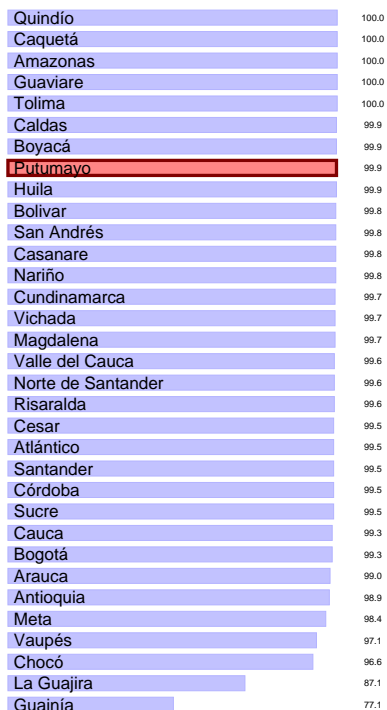 Quindío 100.0
Caquetá 100.0
Amazonas 100.0
Guaviare 100.0
Tolima 100.0
Caldas 99.9
Boyacá 99.9
Putumayo 99.9
Huila 99.9
Bolivar 99.8
San Andrés 99.8
Casanare 99.8
Nariño 99.8
Cundinamarca 99.7
Vichada 99.7
Magdalena 99.7
Valle del Cauca 99.6
Norte de Santander 99.6
Risaralda 99.6
Cesar 99.5
Atlántico 99.5
Santander 99.5
Córdoba 99.5
Sucre 99.5
Cauca 99.3
Bogotá 99.3
Arauca 99.0
Antioquia 98.9
Meta 98.4
Vaupés 97.1
Chocó 96.6
La Guajira 87.1
Guainía 77.1